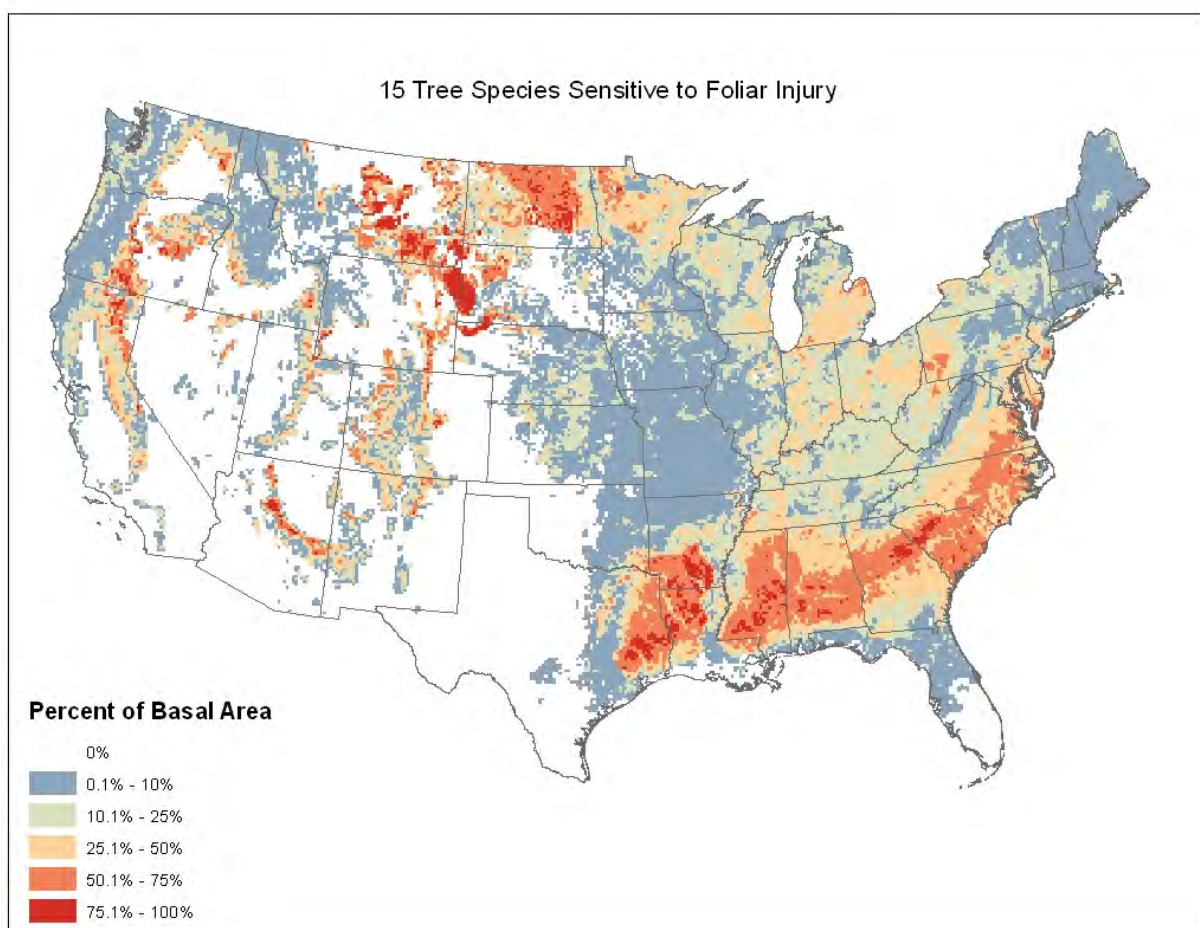 15 Tree Species Sensitive to Foliar Injury
Percent of Basal Area
0%
0.1% - 10%
10.1% - 25%
25.1% - 50%
50.1% - 75%
75.1% - 100%